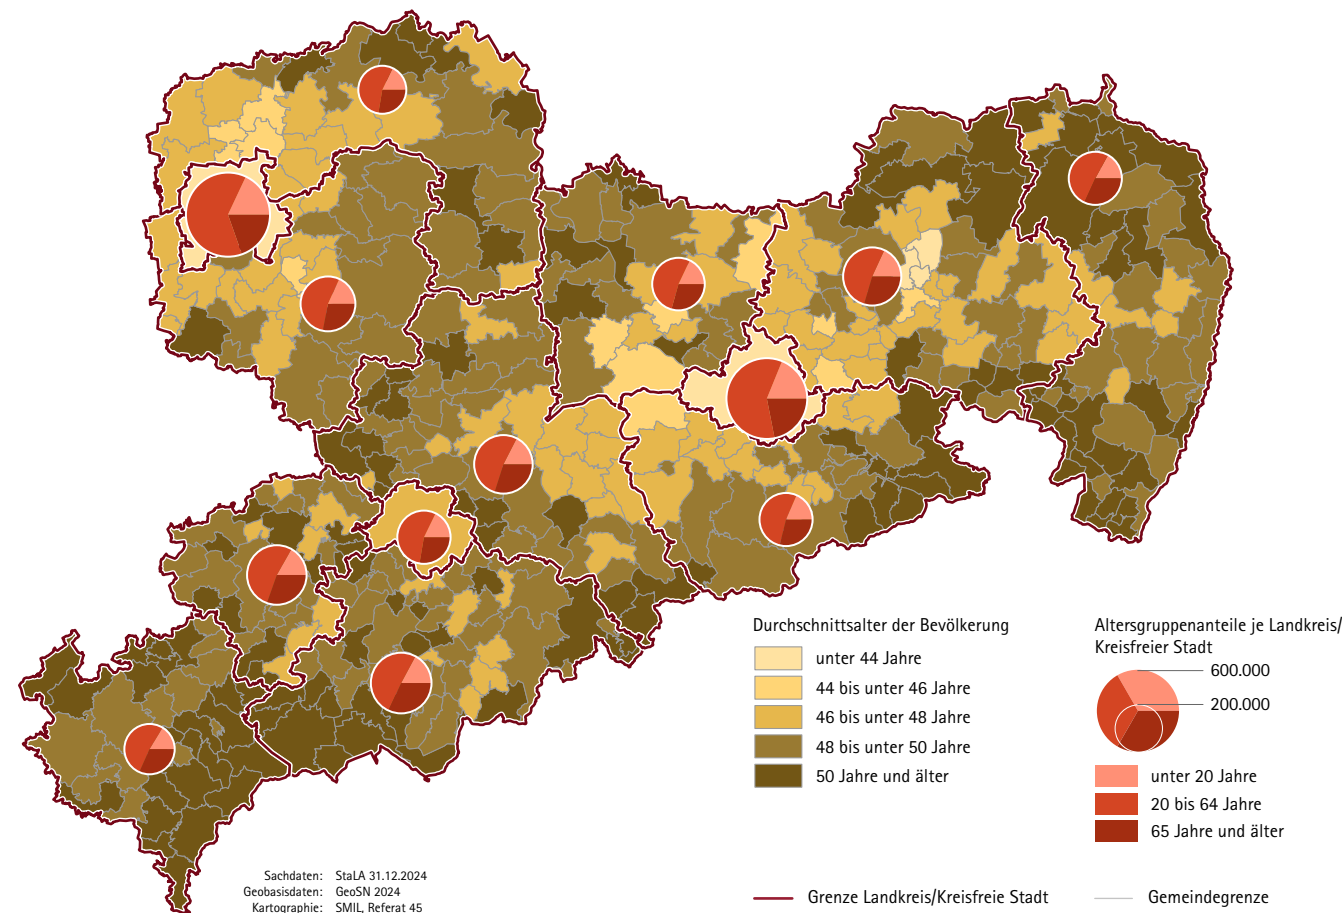 Durchschnittsalter der Bevölkerung
unter 44 Jahre
44 bis unter 46 Jahre
46 bis unter 48 Jahre
48 bis unter 50 Jahre
50 Jahre und älter
Altersgruppenanteile je Landkreis/
Kreisfreier Stadt
600.000
200.000
unter 20 Jahre
20 bis 64 Jahre
65 Jahre und älter
Sachdaten: StaLA 31.12.2024
Geobasisdaten: GeoSN 2024
Kartographie: SMIL, Referat 45
Grenze Landkreis/Kreisfreie Stadt
Gemeindegrenze